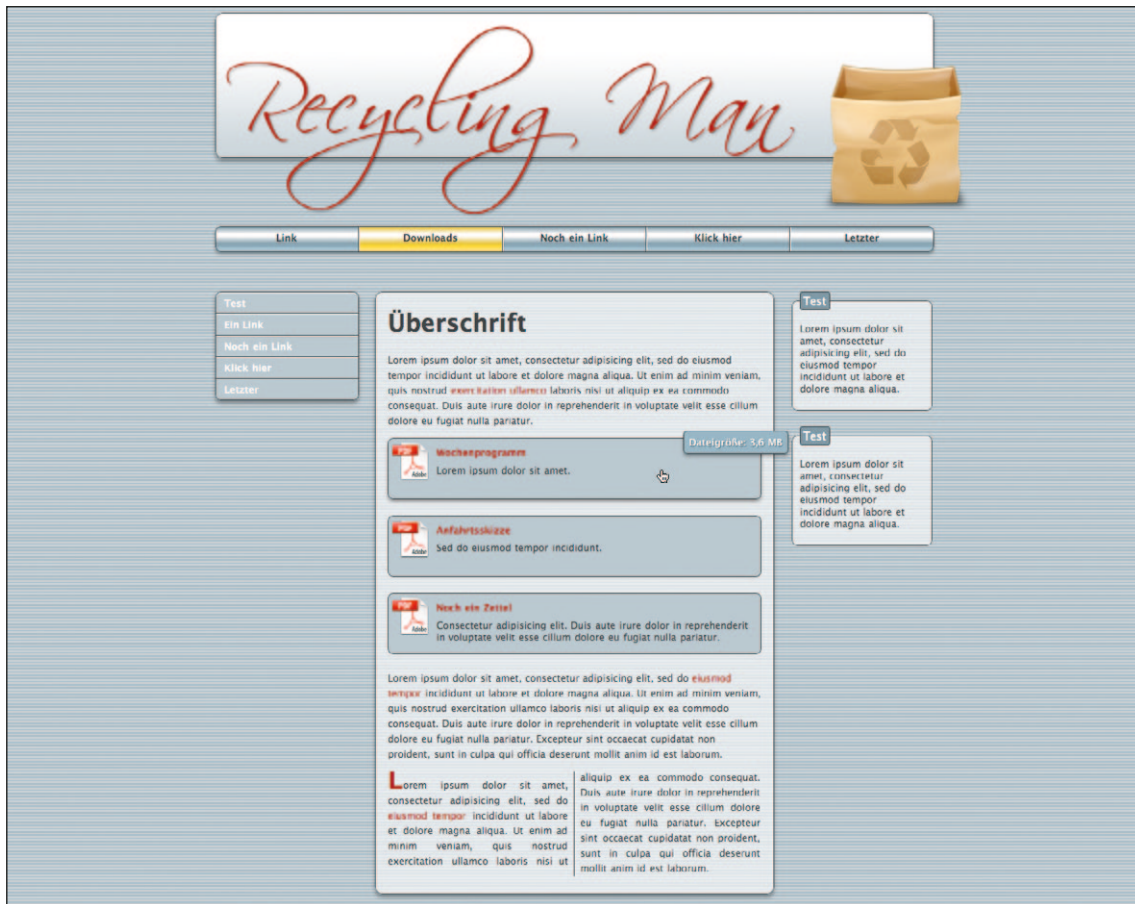 Recycling Man
Link Downloads Noch ein Link Klick hier Letzter
Test
Ein Link
Noch ein Link
Klick hier
Letzter
Überschrift
Lorem ipsum dolor sit amet, consectetur adipisicing elit, sed do eiusmod
tempor incididunt ut labore et dolore magna aliqua. Ut enim ad minim veniam,
quis nostrud exercitation ullamco laboris nisi ut aliquip ex ea commodo
consequat. Duis aute irure dolor in reprehenderit in voluptate velit esse cillum
dolore eu fugiat nulla pariatur.
Dateigröße: 3,6 MB
PDF
Adobe
Wochenprogramm
Lorem ipsum dolor sit amet.
PDF
Adobe
Anfahrtsskizze
Sed do eiusmod tempor incididunt.
PDF
Adobe
Noch ein Zettel
Consectetur adipisicing elit. Duis aute irure dolor in reprehenderit
in voluptate velit esse cillum dolore eu fugiat nulla pariatur.
Lorem ipsum dolor sit amet, consectetur adipisicing elit, sed do eiusmod
tempor incididunt ut labore et dolore magna aliqua. Ut enim ad minim veniam,
quis nostrud exercitation ullamco laboris nisi ut aliquip ex ea commodo
consequat. Duis aute irure dolor in reprehenderit in voluptate velit esse cillum
dolore eu fugiat nulla pariatur. Excepteur sint occaecat cupidatat non
proident, sunt in culpa qui officia deserunt mollit anim id est laborum.
Lorem ipsum dolor sit amet,
consectetur adipisicing elit, sed do
eiusmod tempor incididunt ut labore
et dolore magna aliqua. Ut enim ad
minim veniam, quis nostrud
exercitation ullamco laboris nisi ut
aliquip ex ea commodo consequat.
Duis aute irure dolor in reprehenderit
in voluptate velit esse cillum dolore
eu fugiat nulla pariatur. Excepteur
sint occaecat cupidatat non proident,
sunt in culpa qui officia deserunt
mollit anim id est laborum.
Test
Lorem ipsum dolor sit
amet, consectetur
adipisicing elit, sed do
eiusmod tempor
incididunt ut labore et
dolore magna aliqua.
Test
Lorem ipsum dolor sit
amet, consectetur
adipisicing elit, sed do
eiusmod tempor
incididunt ut labore et
dolore magna aliqua.